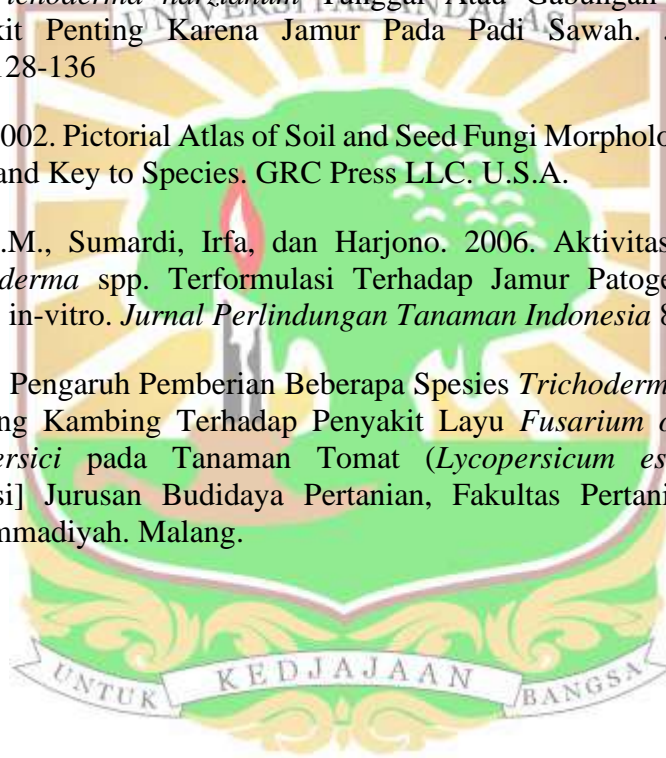 Trichoderma harzianum Tunggal Atau Gabungan
kit Penting Karena Jamur Pada Padi Sawah.
128-136
2002. Pictorial Atlas of Soil and Seed Fungi Morpholo
and Key to Species. GRC Press LLC. U.S.A.
.M., Sumardi, Irfa, dan Harjono. 2006. Aktivitas
derma spp. Terformulasi Terhadap Jamur Patoge
in-vitro. Jurnal Perlindungan Tanaman Indonesia 8
Pengaruh Pemberian Beberapa Spesies Trichoderm
ng Kambing Terhadap Penyakit Layu Fusarium o
ersici pada Tanaman Tomat (Lycopersicum es
si] Jurusan Budidaya Pertanian, Fakultas Pertani
mmadiyah. Malang.
UNTUK KEDJAJAAN BANGSA